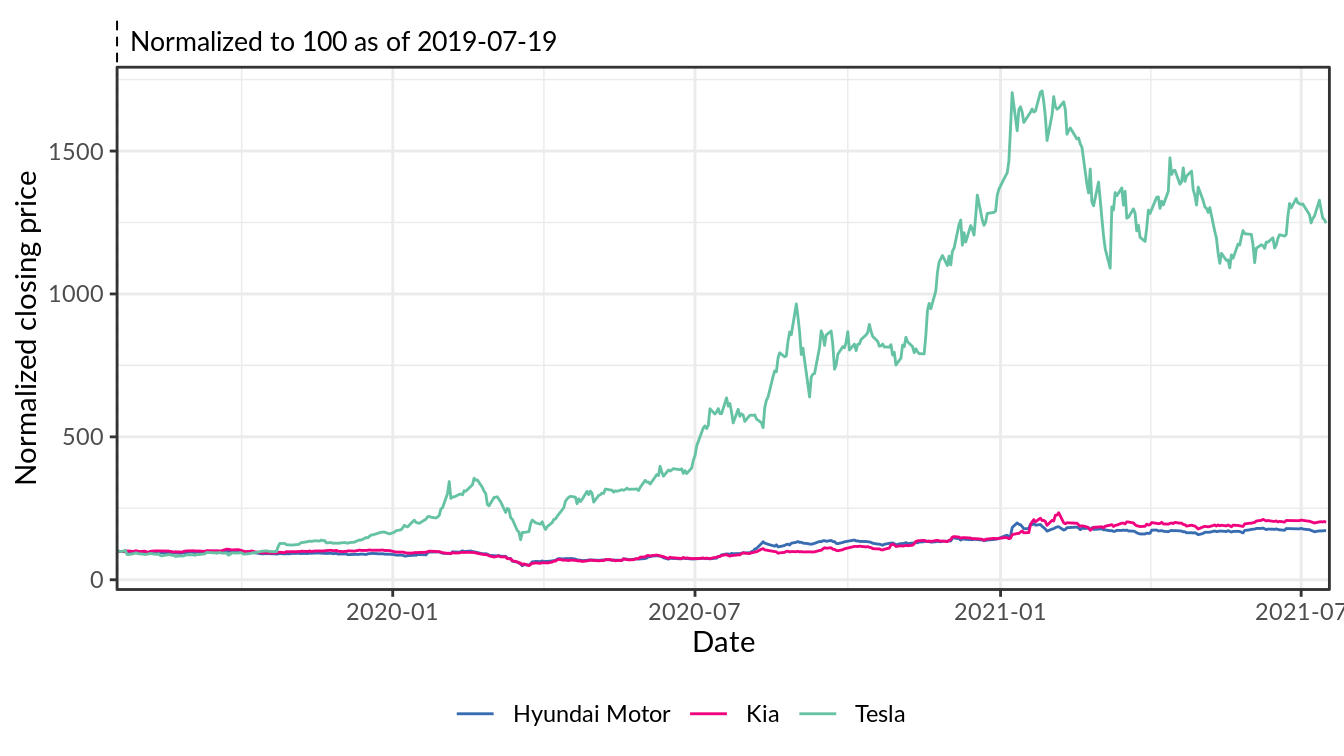 Normalized to 100 as of 2019-07-19
Normalized closing price
1500
1000
500
0
2020-01 2020-07 2021-01 2021-07
Date
Hyundai Motor Kia Tesla